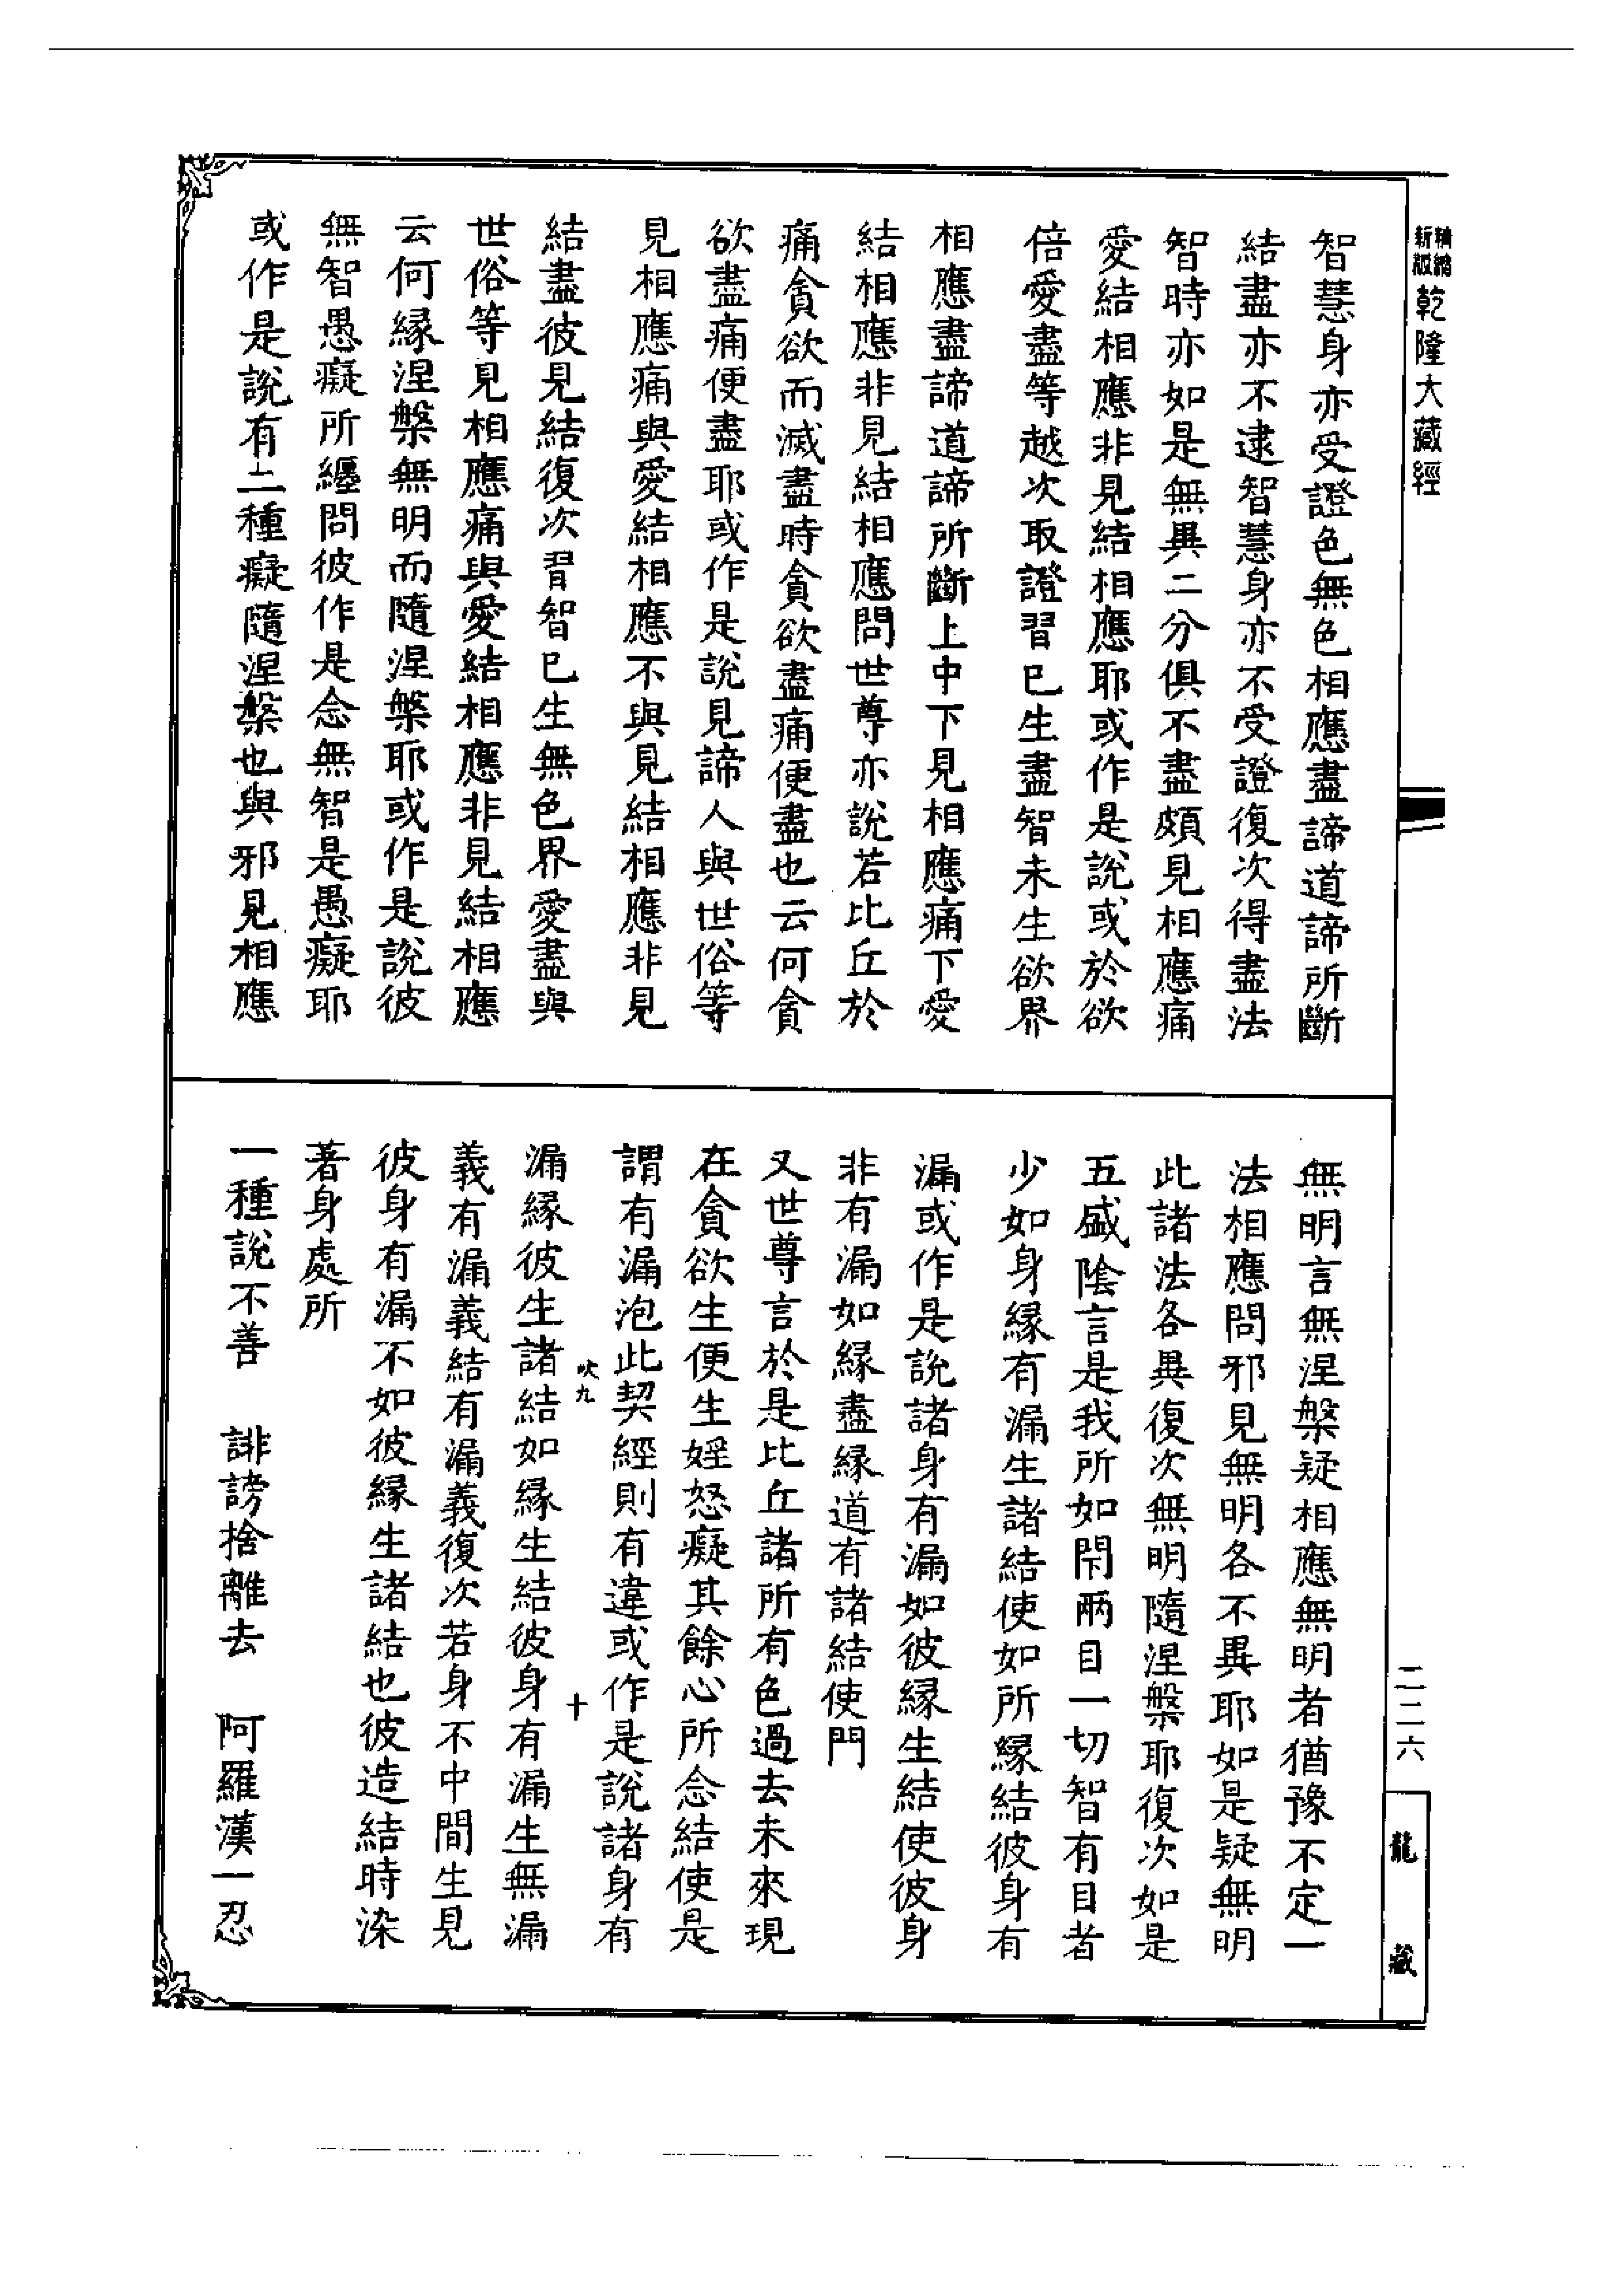 精縮新版乾隆大藏經
智慧身亦受證色無色相應盡諦道諦所斷
結盡亦不逮智慧身亦不受證復次得盡法
智時亦如是無異二分俱不盡頗見相應痛
愛結相應非見結相應耶或作是說或於欲
倍愛盡等越次取證習已生盡智未生欲界
相應盡諦道諦所斷上中下見相應痛下愛
結相應非見結相應問世尊亦說若比丘於
痛貪欲而滅盡時貪欲盡痛便盡也云何貪
欲盡痛便盡耶或作是說見諦人與世俗等
見相應痛與愛結相應不與見結相應非見
結盡彼見結復次習智已生無色界愛盡與
世俗等見相應痛與愛結相應非見結相應
云何緣涅槃無明而隨涅槃耶或作是說彼
無智愚癡所纏問彼作是念無智是愚癡耶
或作是說有二種癡隨涅槃也與邪見相應
無明言無涅槃疑相應無明者猶豫不定一
法相應問邪見無明各不異耶如是疑無明
此諸法各異復次無明隨涅槃耶復次如是
五盛陰言是我所如閇兩目一切智有目者
少如身緣有漏生諸結使如所緣結彼身有
漏或作是說諸身有漏如彼緣生結使彼身
非有漏如緣盡緣道有諸結使門
又世尊言於是比丘諸所有色過去未來現
在貪欲生便生婬怒癡其餘心所念結使是
謂有漏泡此契經則有違或作是說諸身有
吠九
十
漏緣彼生諸結如緣生結彼身有漏生無漏
義有漏義結有漏義復次若身不中間生見
彼身有漏不如彼緣生諸結也彼造結時染
著身處所
一種說不善　誹謗捨離去　阿羅漢一忍
二二六
龍藏